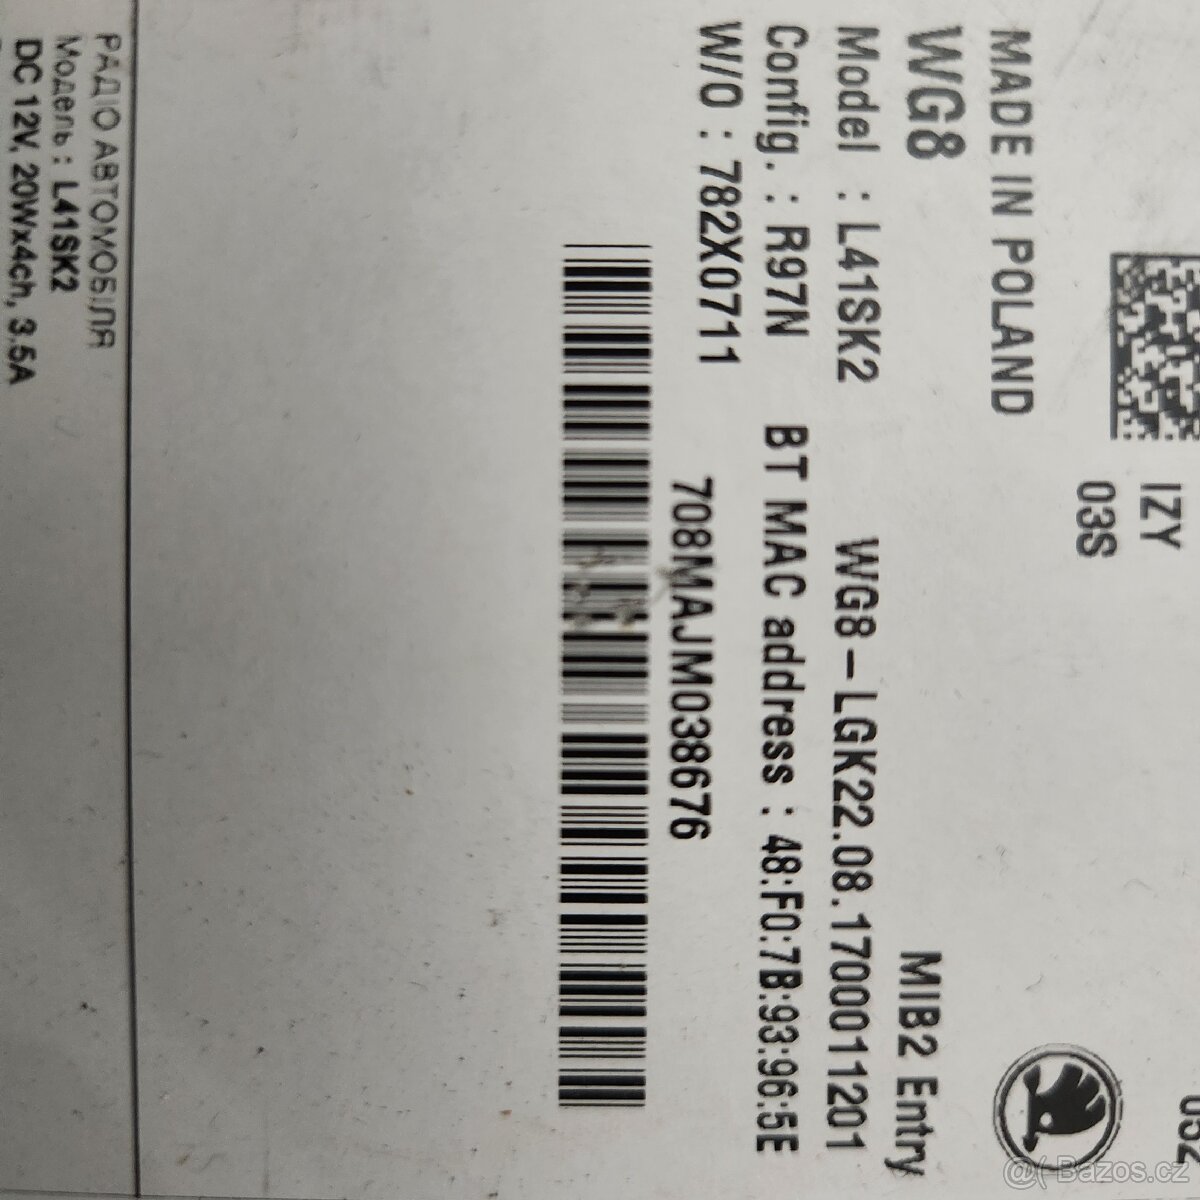 IZY
03S
MADE IN POLAND
WG8 MIB2 Entry
Model : L41SK2 WG8-LGK22.08.1700011201
Config. : R97N BT MAC address : 48:F0:7B:93:96:5E
W/O : 782X0711
708MAJM038676
РАДІО АВТОМОБІЛЯ
Модель : L41SK2
DC 12V, 20Wx4ch, 3.5A
Bazos.cz